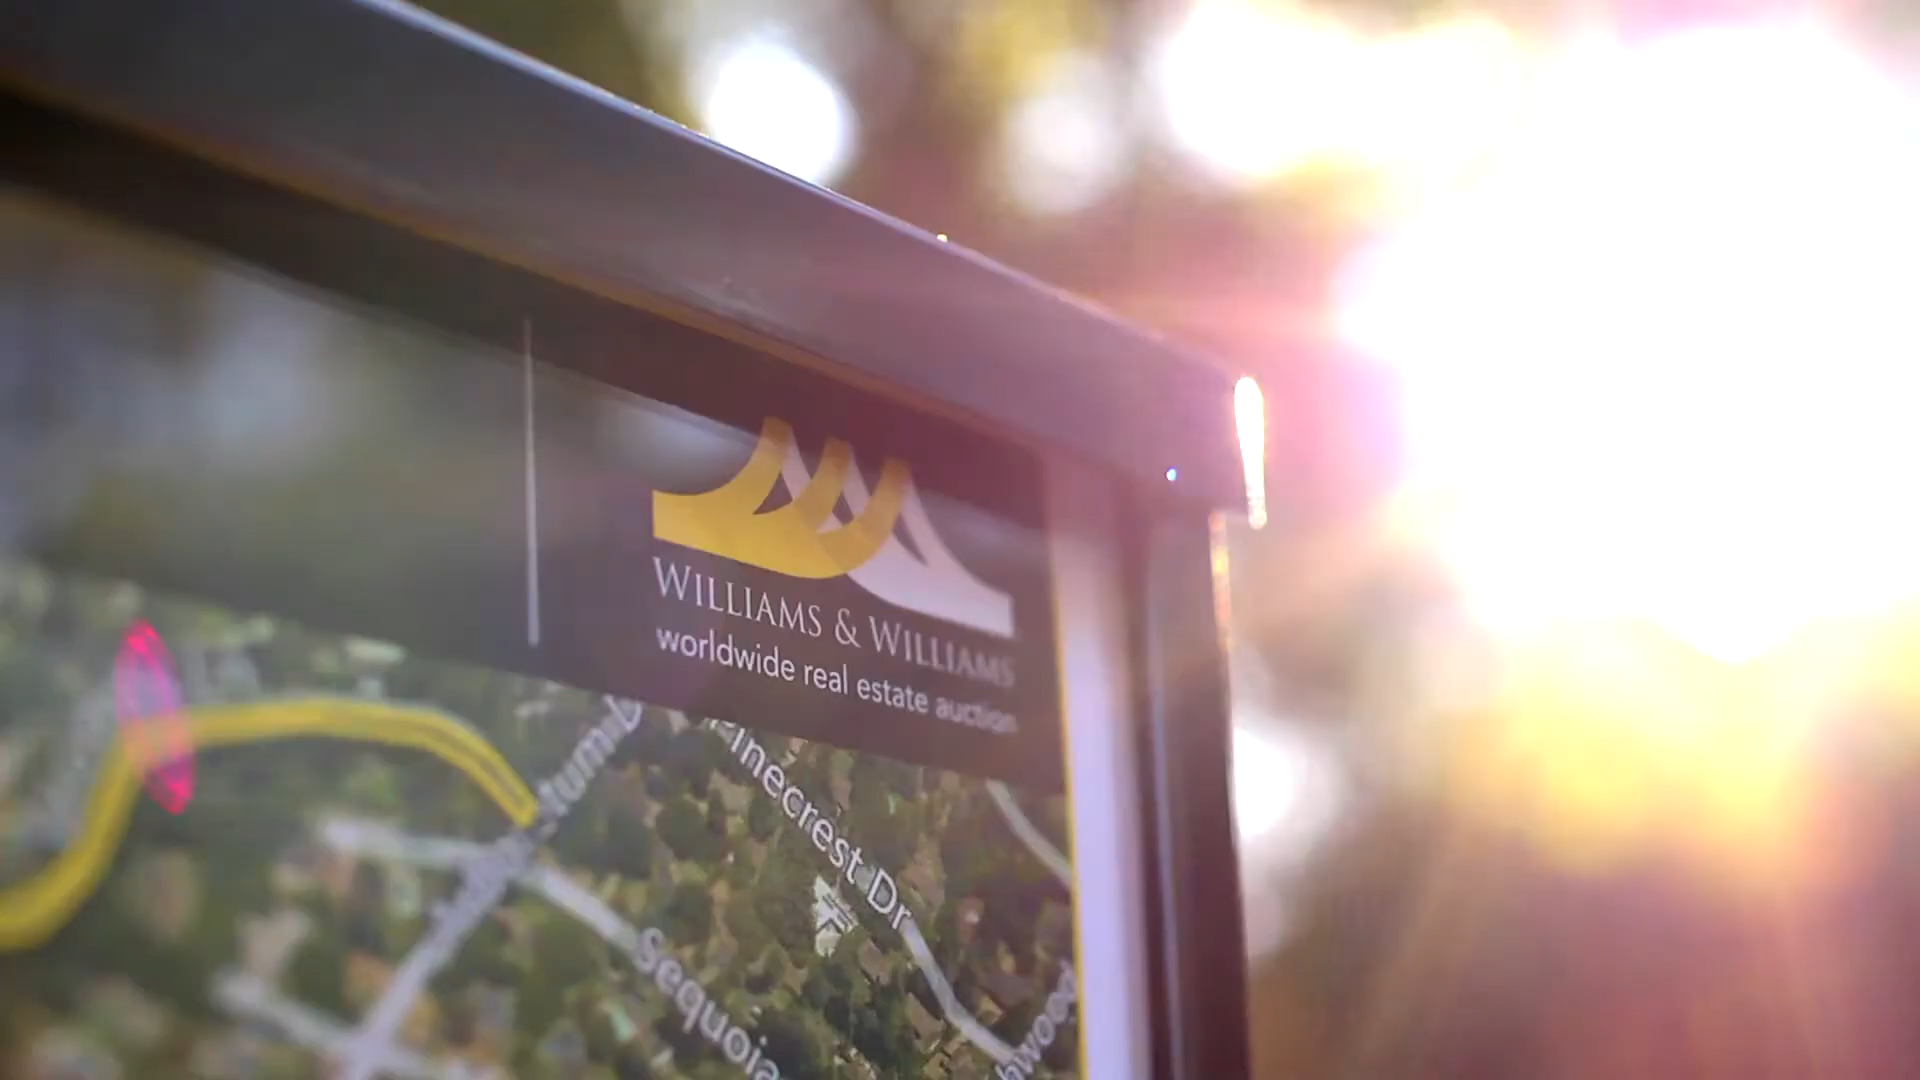 WILLIAMS & WILLIAMS
worldwide real estate auction
Pinecrest Dr
Sequoia